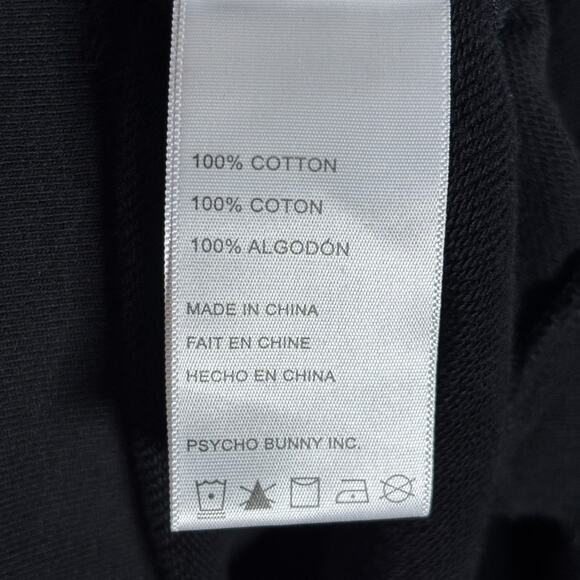 100% COTTON
100% COTON
100% ALGODÓN
MADE IN CHINA
FAIT EN CHINE
HECHO EN CHINA
PSYCHO BUNNY INC.